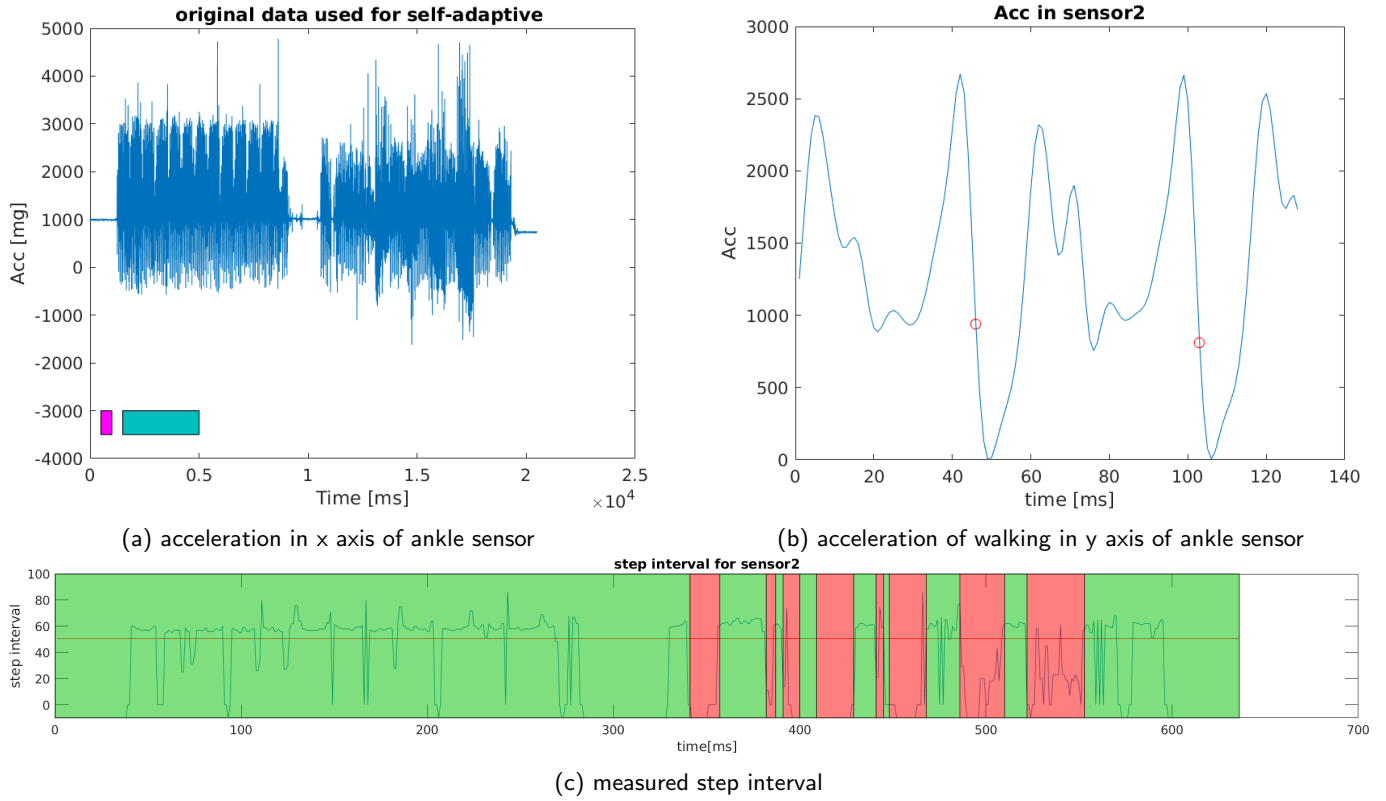 original data used for self-adaptive
5000
4000
3000
2000
1000
0
-1000
-2000
-3000
-4000
Acc [mg]
0 0.5 1 1.5 2 2.5
Time [ms]
×10^4
(a) acceleration in x axis of ankle sensor
Acc in sensor2
3000
2500
2000
1500
1000
500
0
Acc
0 20 40 60 80 100 120 140
time [ms]
(b) acceleration of walking in y axis of ankle sensor
step interval for sensor2
100
80
60
40
20
0
step interval
0 100 200 300 400 500 600 700
time[ms]
(c) measured step interval